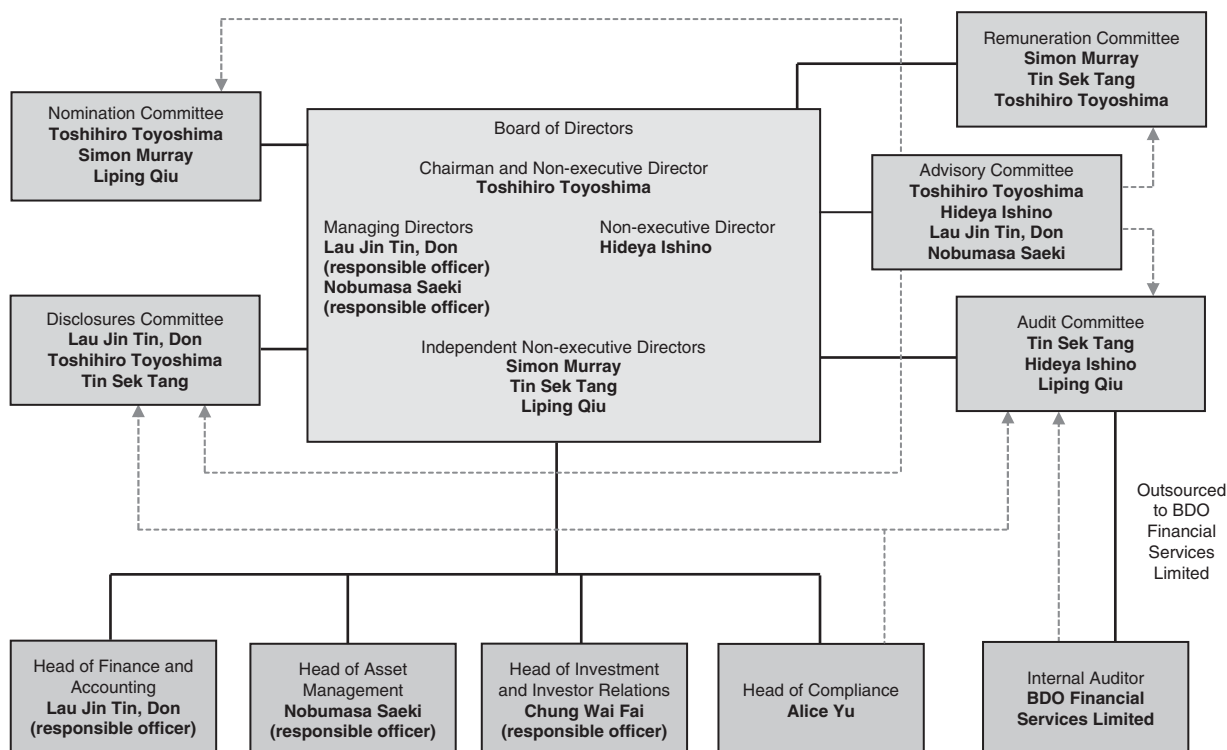 Remuneration Committee
Simon Murray
Tin Sek Tang
Toshihiro Toyoshima
Nomination Committee
Toshihiro Toyoshima
Simon Murray
Liping Qiu
Board of Directors
Chairman and Non-executive Director
Toshihiro Toyoshima
Managing Directors
Lau Jin Tin, Don
(responsible officer)
Nobumasa Saeki
(responsible officer)
Non-executive Director
Hideya Ishino
Independent Non-executive Directors
Simon Murray
Tin Sek Tang
Liping Qiu
Advisory Committee
Toshihiro Toyoshima
Hideya Ishino
Lau Jin Tin, Don
Nobumasa Saeki
Disclosures Committee
Lau Jin Tin, Don
Toshihiro Toyoshima
Tin Sek Tang
Audit Committee
Tin Sek Tang
Hideya Ishino
Liping Qiu
Outsourced
to BDO
Financial
Services
Limited
Head of Finance and
Accounting
Lau Jin Tin, Don
(responsible officer)
Head of Asset
Management
Nobumasa Saeki
(responsible officer)
Head of Investment
and Investor Relations
Chung Wai Fai
(responsible officer)
Head of Compliance
Alice Yu
Internal Auditor
BDO Financial
Services Limited